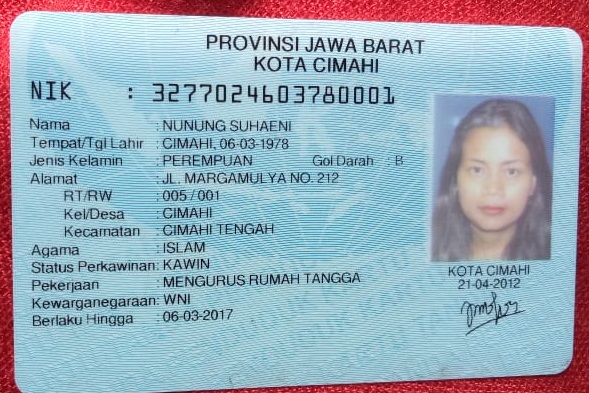 PROVINSI JAWA BARAT
KOTA CIMAHI
NIK : 3277024603780001
Nama : NUNUNG SUHAENI
Tempat/Tgl Lahir : CIMAHI, 06-03-1978
Jenis Kelamin : PEREMPUAN Gol Darah : B
Alamat : JL. MARGAMULYA NO. 212
RT/RW : 005 / 001
Kel/Desa : CIMAHI
Kecamatan : CIMAHI TENGAH
Agama : ISLAM
Status Perkawinan: KAWIN
Pekerjaan : MENGURUS RUMAH TANGGA
Kewarganegaraan: WNI
Berlaku Hingga : 06-03-2017
KOTA CIMAHI
21-04-2012